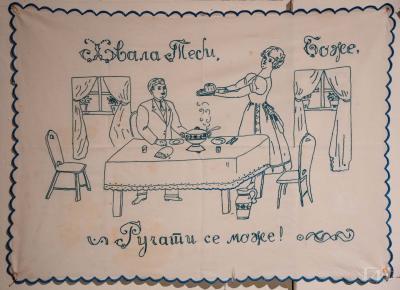 Хвала Теби, Боже,
Ручати се може!